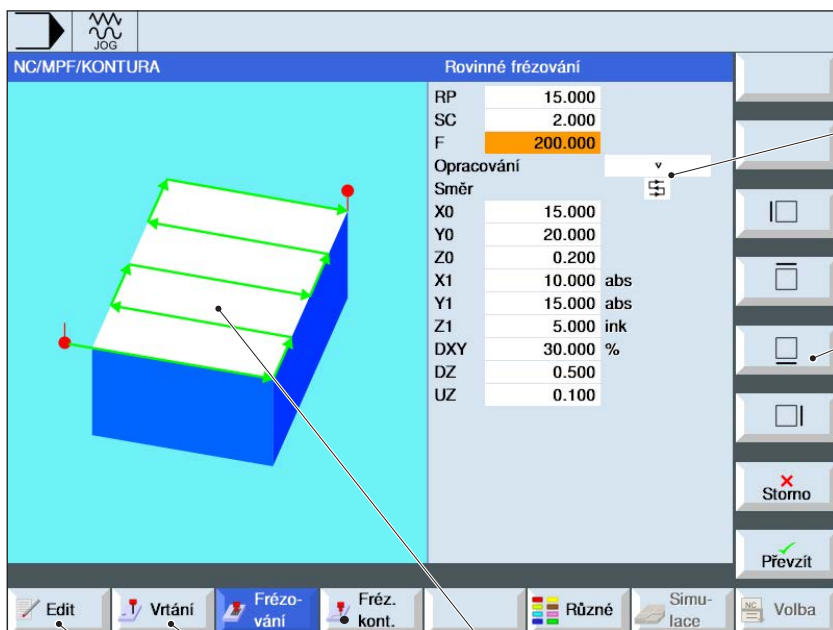 JOG
NC/MPF/KONTURA
Rovinné frézování
RP 15.000
SC 2.000
F 200.000
Opracování v
Směr
X0 15.000
Y0 20.000
Z0 0.200
X1 10.000 abs
Y1 15.000 abs
Z1 5.000 ink
DXY 30.000 %
DZ 0.500
UZ 0.100
Storno
Převzít
Edit
Vrtání
Frézo-
vání
Fréz.
kont.
Různé
Simu-
lace
NC
Volba